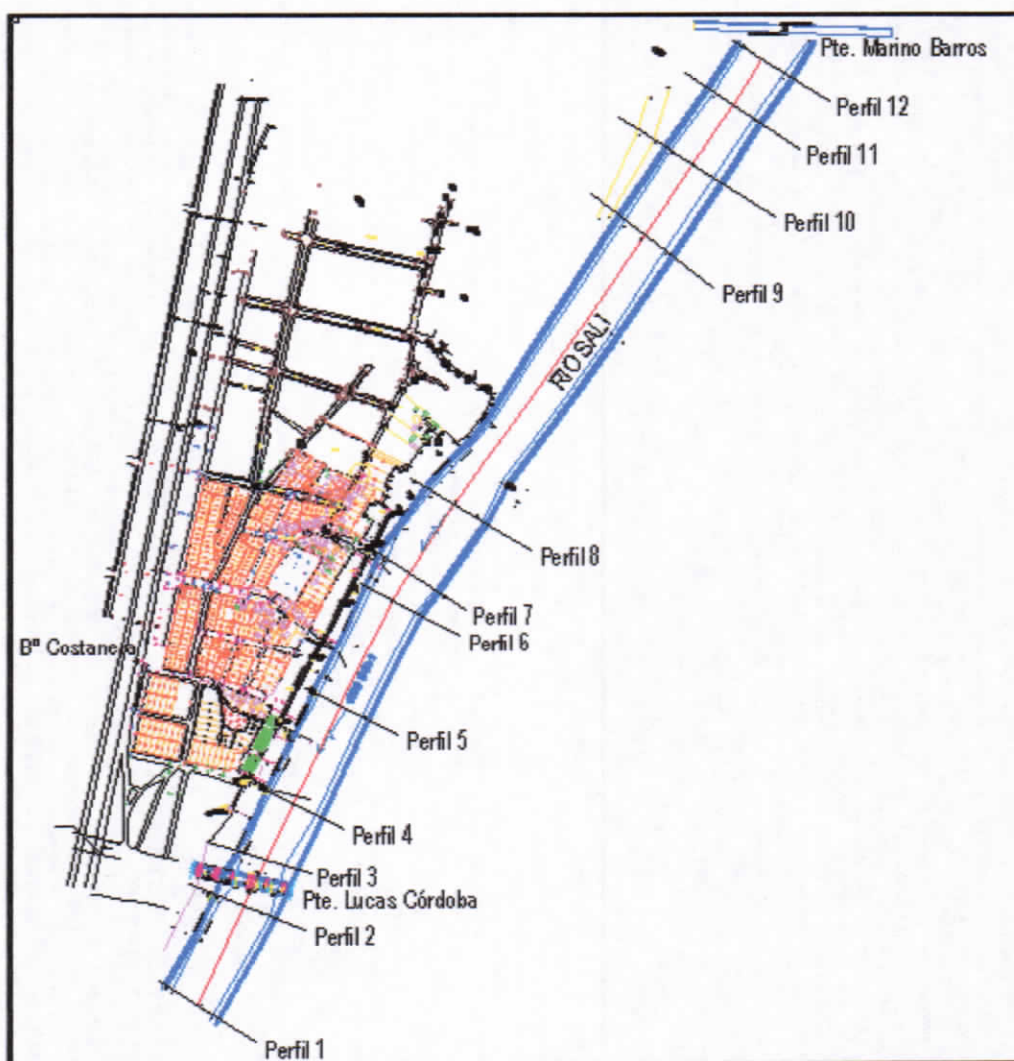 Pte. Marino Barros
Perfil 12
Perfil 11
Perfil 10
Perfil 9
RIO SALI
Perfil 8
Perfil 7
Perfil 6
Bº Costanera
Perfil 5
Perfil 4
Perfil 3
Pte. Lucas Córdoba
Perfil 2
Perfil 1